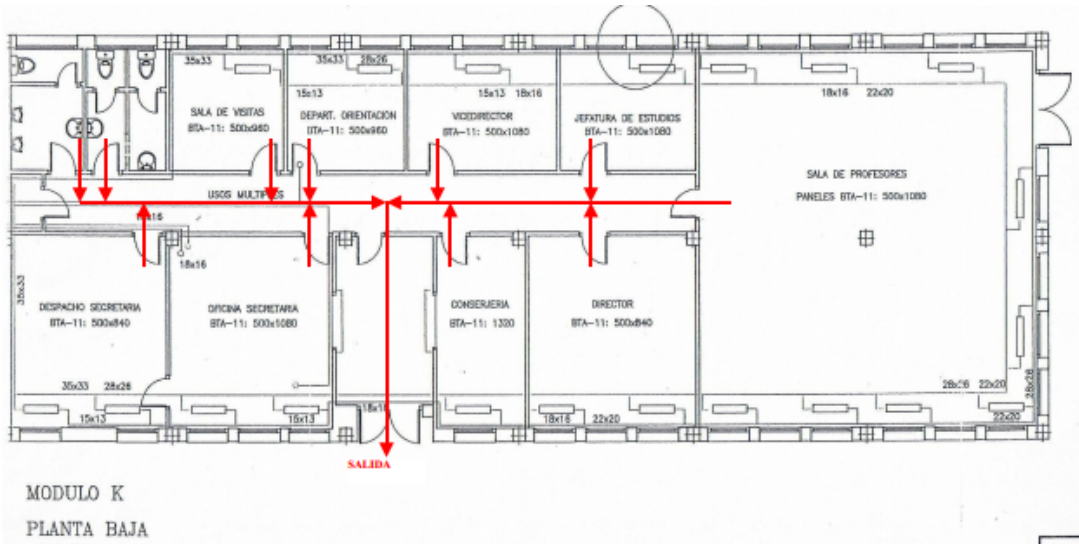 35x33
35x33
28x26
15x13
15x13
18x16
18x16
22x20
SALA DE VISITAS
BTA-11: 500x960
DEPART. ORIENTACIÓN
BTA-11: 500x960
VICEDIRECTOR
BTA-11: 500x1080
JEFATURA DE ESTUDIOS
BTA-11: 500x1080
SALA DE PROFESORES
PANELES BTA-11: 500x1080
USOS MULTIPLES
18x16
35x33
DESPACHO SECRETARIA
BTA-11: 500x840
OFICINA SECRETARIA
BTA-11: 500x1080
CONSERJERIA
BTA-11: 1320
DIRECTOR
BTA-11: 500x840
35x33
28x26
15x13
15x13
18x16
22x20
22x20
28x26
22x20
SALIDA
MODULO K
PLANTA BAJA